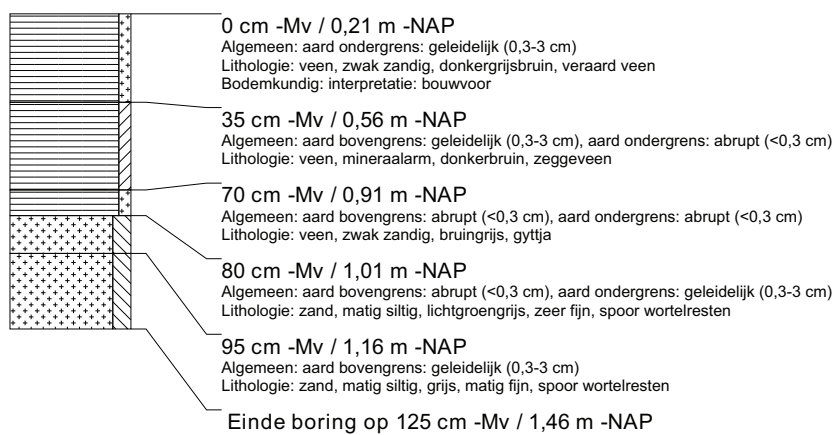 0 cm -Mv / 0,21 m -NAP
Algemeen: aard ondergrens: geleidelijk (0,3-3 cm)
Lithologie: veen, zwak zandig, donkergrijsbruin, veraard veen
Bodemkundig: interpretatie: bouwvoor
35 cm -Mv / 0,56 m -NAP
Algemeen: aard bovengrens: geleidelijk (0,3-3 cm), aard ondergrens: abrupt (<0,3 cm)
Lithologie: veen, mineraalarm, donkerbruin, zeggeveen
70 cm -Mv / 0,91 m -NAP
Algemeen: aard bovengrens: abrupt (<0,3 cm), aard ondergrens: abrupt (<0,3 cm)
Lithologie: veen, zwak zandig, bruingrijs, gyttja
80 cm -Mv / 1,01 m -NAP
Algemeen: aard bovengrens: abrupt (<0,3 cm), aard ondergrens: geleidelijk (0,3-3 cm)
Lithologie: zand, matig siltig, lichtgroengrijs, zeer fijn, spoor wortelresten
95 cm -Mv / 1,16 m -NAP
Algemeen: aard bovengrens: geleidelijk (0,3-3 cm)
Lithologie: zand, matig siltig, grijs, matig fijn, spoor wortelresten
Einde boring op 125 cm -Mv / 1,46 m -NAP